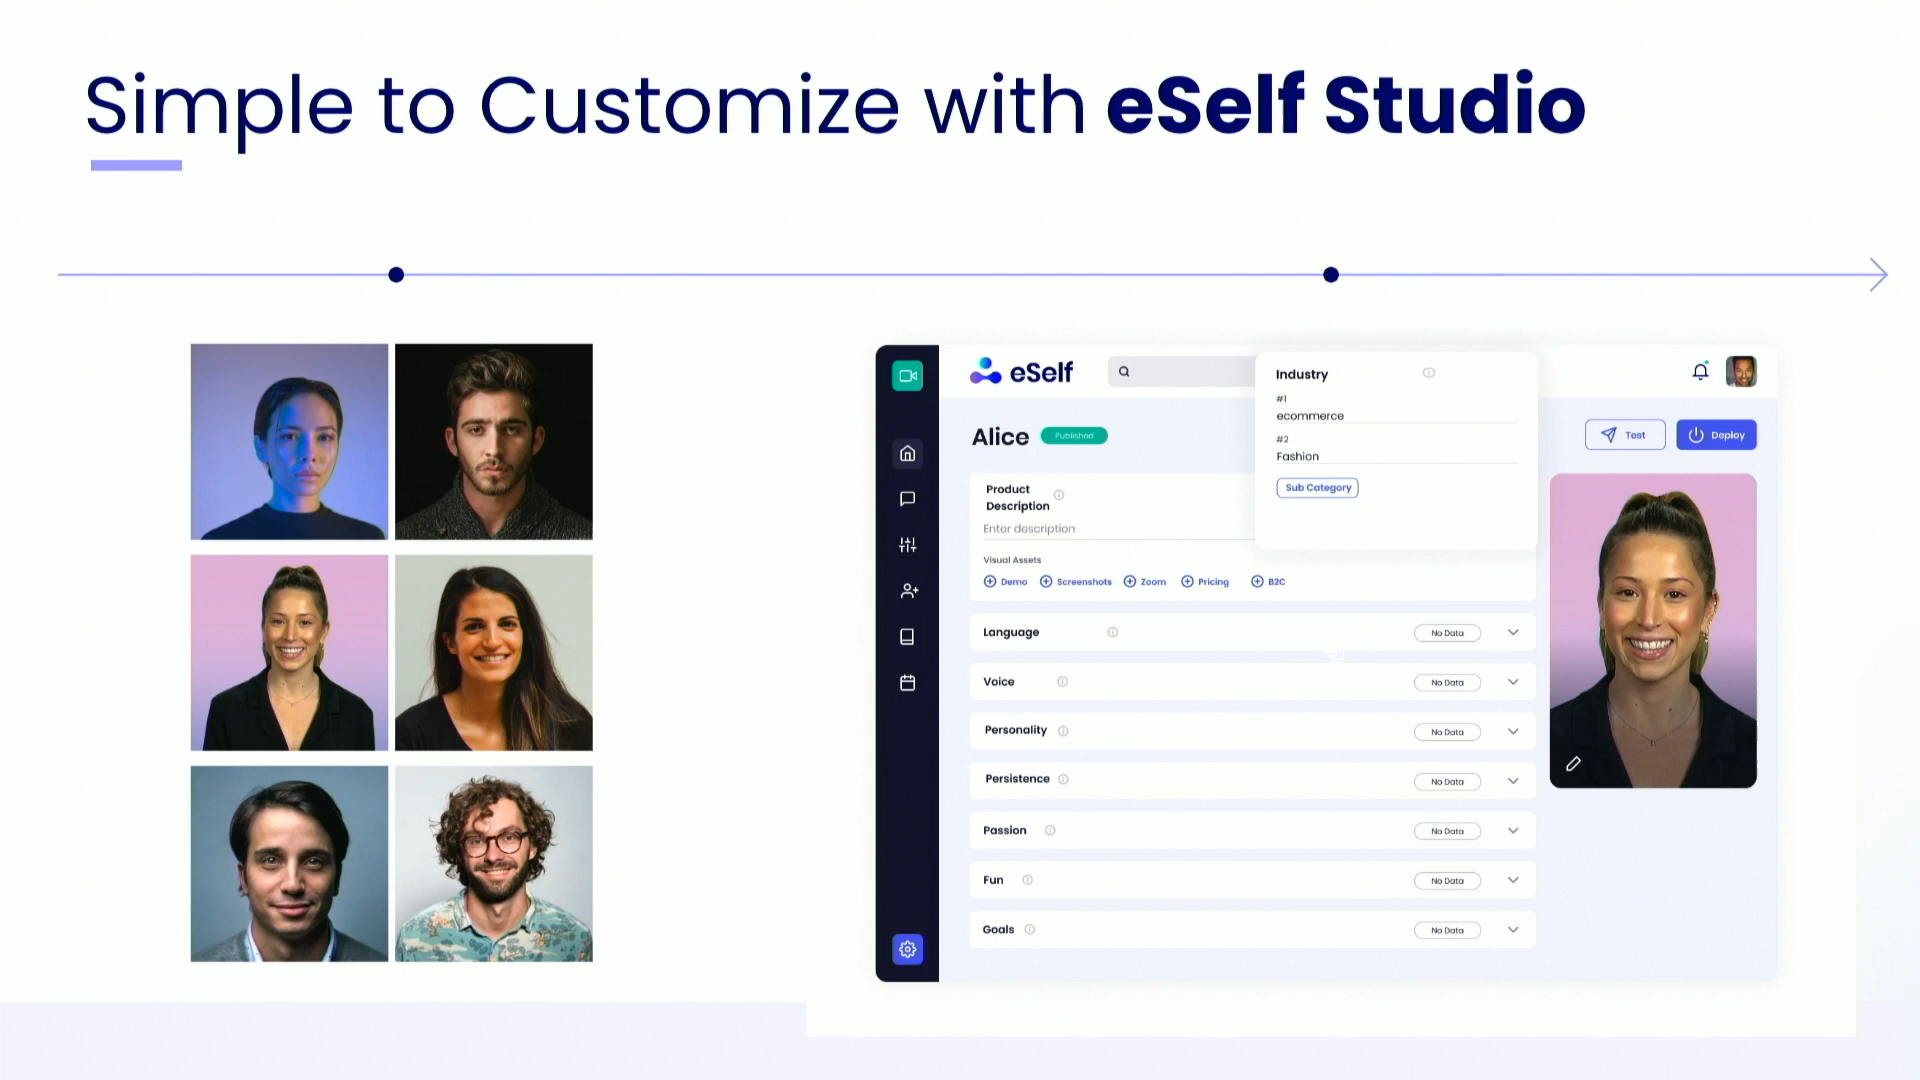 Simple to Customize with eSelf Studio
eSelf
Industry
#1
ecommerce
#2
Fashion
Sub Category
Alice
Published
Test
Deploy
Product
Description
Enter description
Visual Assets
Demo
Screenshots
Zoom
Pricing
B2C
Language
No Data
Voice
No Data
Personality
No Data
Persistence
No Data
Passion
No Data
Fun
No Data
Goals
No Data